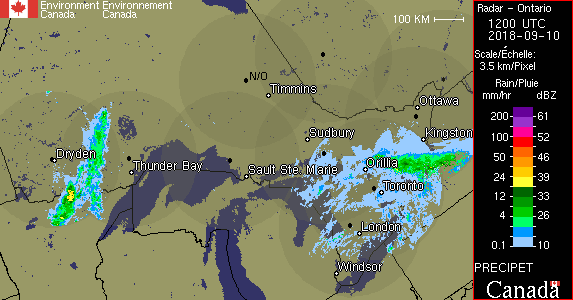 Environment Environnement
Canada Canada
Radar - Ontario
1200 UTC
2018-09-10
Scale/Échelle:
3.5 km/Pixel
Rain/Pluie
mm/hr dBZ
200 61
100 52
50 46
24 39
12 33
4 26
0.1 10
PRECIPET
Canada
100 KM
N/O
Timmins
Ottawa
Sudbury
Kingston
Dryden
Thunder Bay
Sault Ste. Marie
Orillia
Toronto
London
Windsor